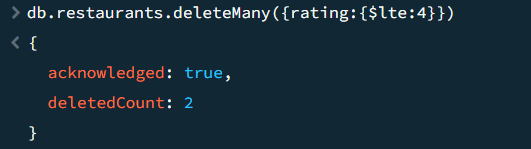 > db.restaurants.deleteMany({rating:{$lte:4}})
< {
acknowledged: true,
deletedCount: 2
}